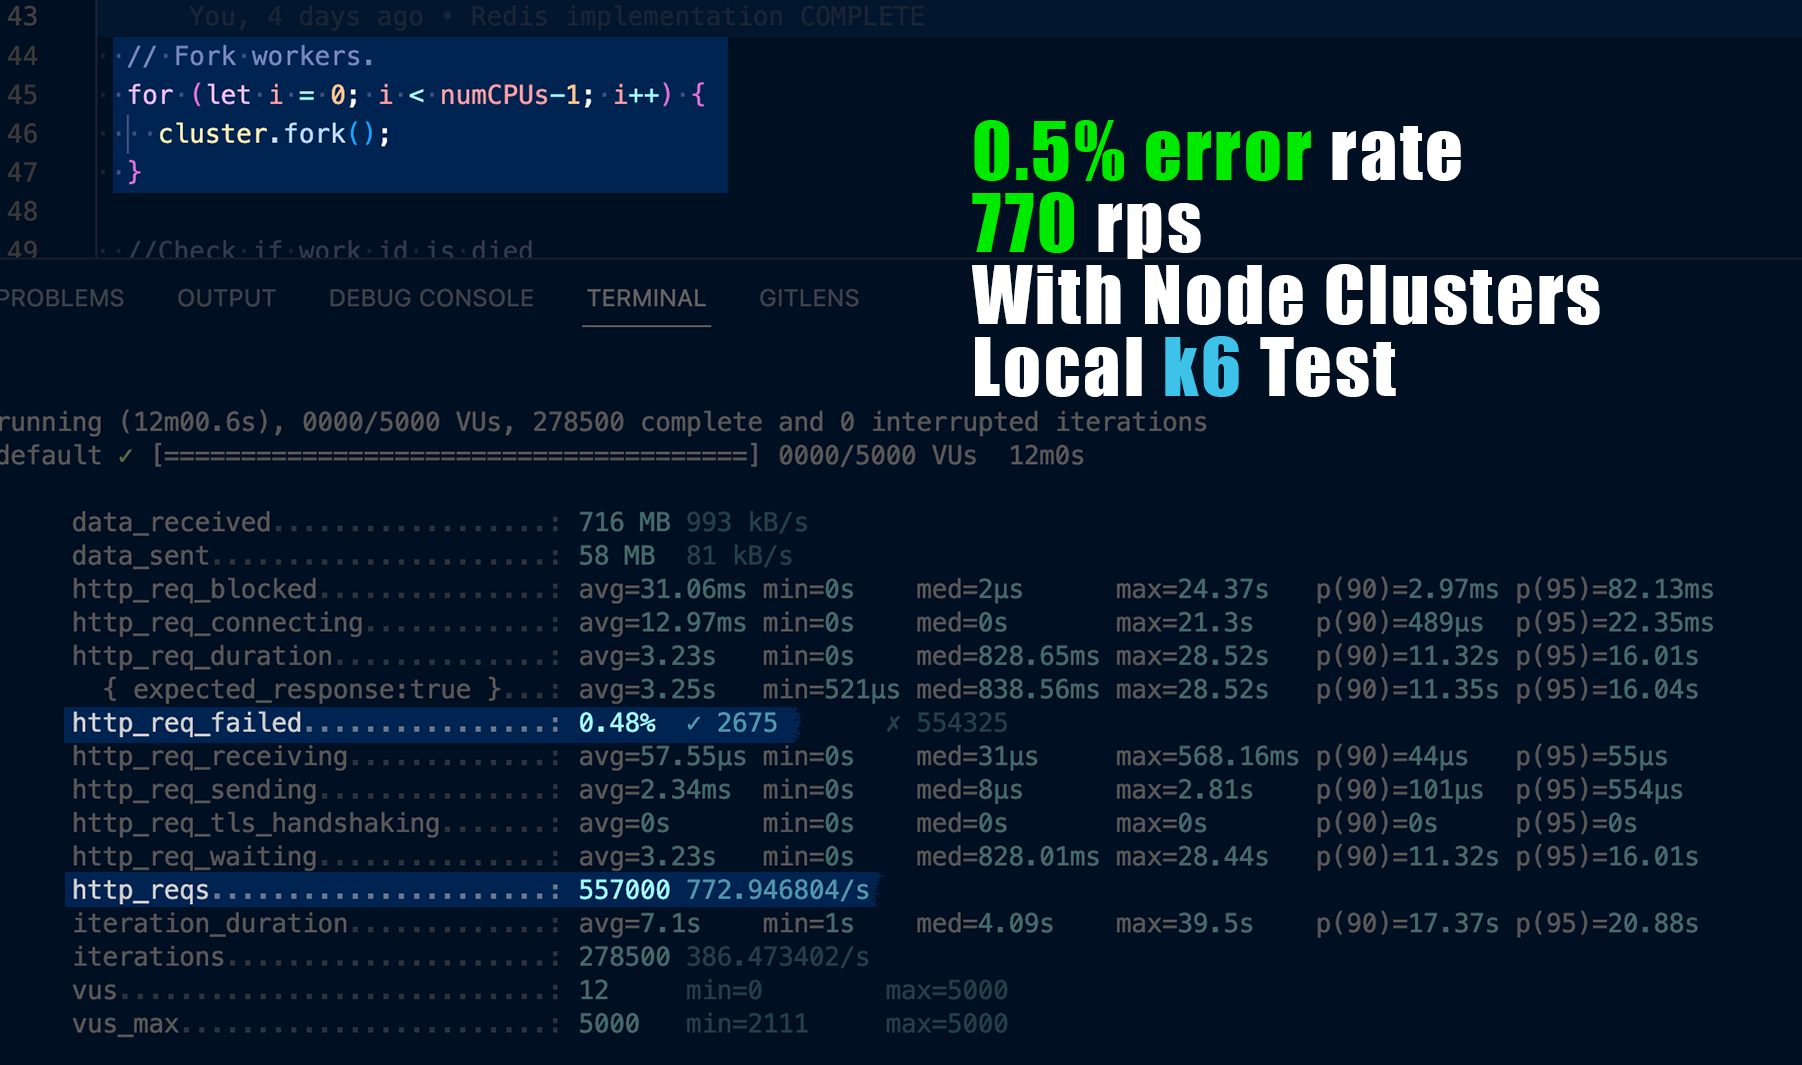 43 You, 4 days ago • Redis implementation COMPLETE
44 // Fork workers.
45 for (let i = 0; i < numCPUs-1; i++) {
46 cluster.fork();
47 }
48
49 //Check if work id is died
0.5% error rate
770 rps
With Node Clusters
Local k6 Test
PROBLEMS OUTPUT DEBUG CONSOLE TERMINAL GITLENS
running (12m00.6s), 0000/5000 VUs, 278500 complete and 0 interrupted iterations
default ✓ [======================================] 0000/5000 VUs 12m0s
data_received..................: 716 MB 993 kB/s
data_sent......................: 58 MB 81 kB/s
http_req_blocked...............: avg=31.06ms min=0s med=2µs max=24.37s p(90)=2.97ms p(95)=82.13ms
http_req_connecting............: avg=12.97ms min=0s med=0s max=21.3s p(90)=489µs p(95)=22.35ms
http_req_duration..............: avg=3.23s min=0s med=828.65ms max=28.52s p(90)=11.32s p(95)=16.01s
{ expected_response:true }...: avg=3.25s min=521µs med=838.56ms max=28.52s p(90)=11.35s p(95)=16.04s
http_req_failed................: 0.48% ✓ 2675 ✗ 554325
http_req_receiving.............: avg=57.55µs min=0s med=31µs max=568.16ms p(90)=44µs p(95)=55µs
http_req_sending...............: avg=2.34ms min=0s med=8µs max=2.81s p(90)=101µs p(95)=554µs
http_req_tls_handshaking.......: avg=0s min=0s med=0s max=0s p(90)=0s p(95)=0s
http_req_waiting...............: avg=3.23s min=0s med=828.01ms max=28.44s p(90)=11.32s p(95)=16.01s
http_reqs......................: 557000 772.946804/s
iteration_duration.............: avg=7.1s min=1s med=4.09s max=39.5s p(90)=17.37s p(95)=20.88s
iterations.....................: 278500 386.473402/s
vus............................: 12 min=0 max=5000
vus_max........................: 5000 min=2111 max=5000